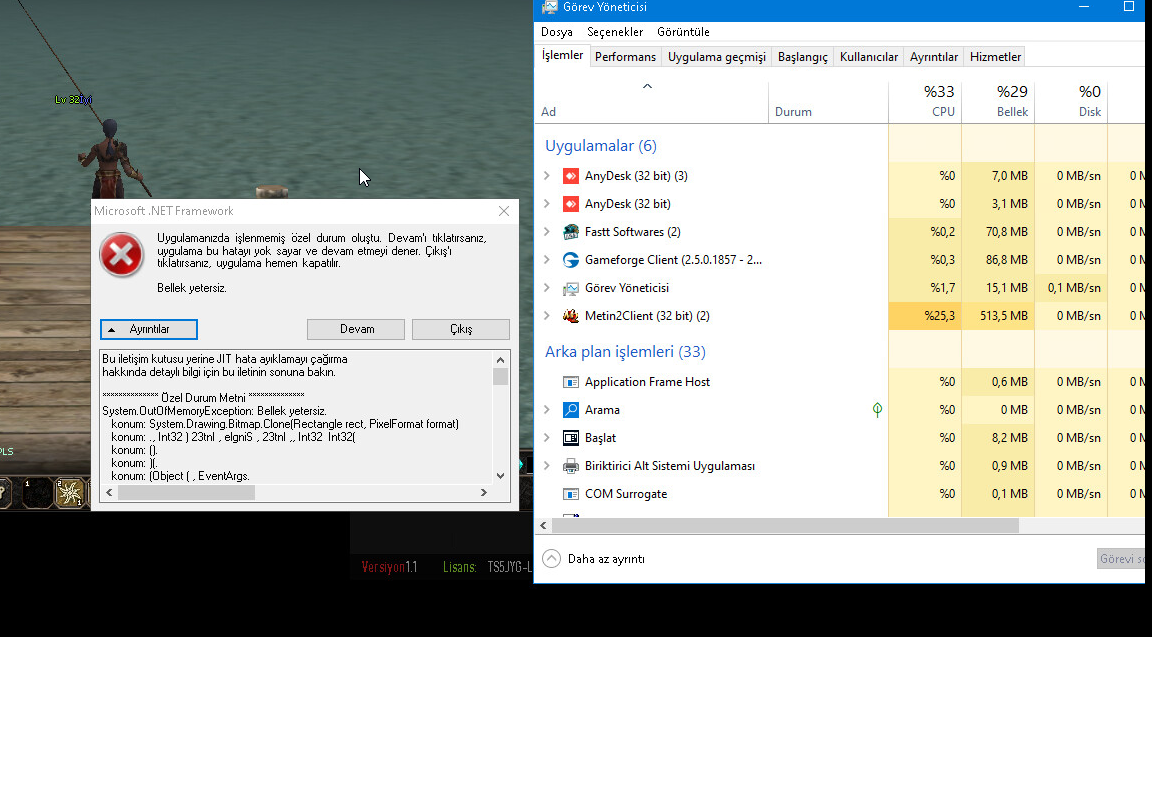 Lv 32
Microsoft .NET Framework
Uygulamanızda işlenmemiş özel durum oluştu. Devam'ı tıklatırsanız,
uygulama bu hatayı yok sayar ve devam etmeyi dener. Çıkış'ı
tıklatırsanız, uygulama hemen kapatılır.
Bellek yetersiz.
Ayrıntılar
Devam
Çıkış
Bu iletişim kutusu yerine JIT hata ayıklamayı çağırma
hakkında detaylı bilgi için bu iletinin sonuna bakın.
************** Özel Durum Metni **************
System.OutOfMemoryException: Bellek yetersiz.
konum: System.Drawing.Bitmap.Clone(Rectangle rect, PixelFormat format)
konum: ., Int32 ) 23tnI , elgniS , 23tnI ,, Int32 Int32(
konum: ().
konum: )(.
konum: (Object ( , EventArgs.
PLS
1
2
1
Versiyon1.1 Lisans: TS5JYG-L
Görev Yöneticisi
Dosya Seçenekler Görüntüle
İşlemler Performans Uygulama geçmişi Başlangıç Kullanıcılar Ayrıntılar Hizmetler
%33 %29 %0
Ad Durum CPU Bellek Disk
Uygulamalar (6)
AnyDesk (32 bit) (3) %0 7,0 MB 0 MB/sn 0 M
AnyDesk (32 bit) %0 3,1 MB 0 MB/sn 0 M
Fastt Softwares (2) %0,2 70,8 MB 0 MB/sn 0 M
Gameforge Client (2.5.0.1857 - 2... %0,3 86,8 MB 0 MB/sn 0 M
Görev Yöneticisi %1,7 15,1 MB 0,1 MB/sn 0 M
Metin2Client (32 bit) (2) %25,3 513,5 MB 0 MB/sn 0 M
Arka plan işlemleri (33)
Application Frame Host %0 0,6 MB 0 MB/sn 0 M
Arama %0 0 MB 0 MB/sn 0 M
Başlat %0 8,2 MB 0 MB/sn 0 M
Biriktirici Alt Sistemi Uygulaması %0 0,9 MB 0 MB/sn 0 M
COM Surrogate %0 0,1 MB 0 MB/sn 0 M
Daha az ayrıntı
Görevi so